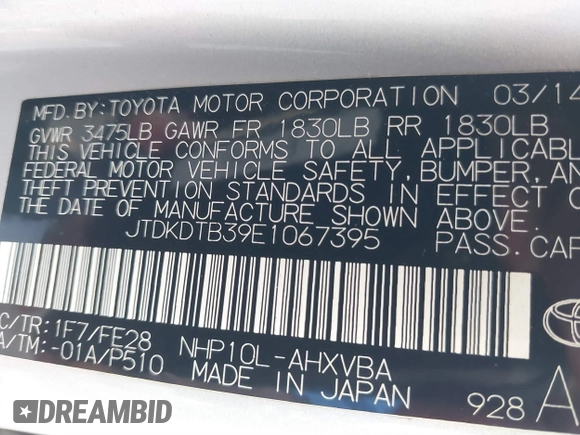 MFD.BY:TOYOTA MOTOR CORPORATION 03/14
GVWR 3475LB GAWR FR 1830LB RR 1830LB
THIS VEHICLE CONFORMS TO ALL APPLICABL
FEDERAL MOTOR VEHICLE SAFETY, BUMPER, AN
THEFT PREVENTION STANDARDS IN EFFECT O
THE DATE OF MANUFACTURE SHOWN ABOVE.
JTDKDTB39E1067395 PASS.CAR
C/TR:1F7/FE28 NHP10L-AHXVBA
A/TM:-01A/P510 MADE IN JAPAN 928 A
TOYOTA
DREAMBID